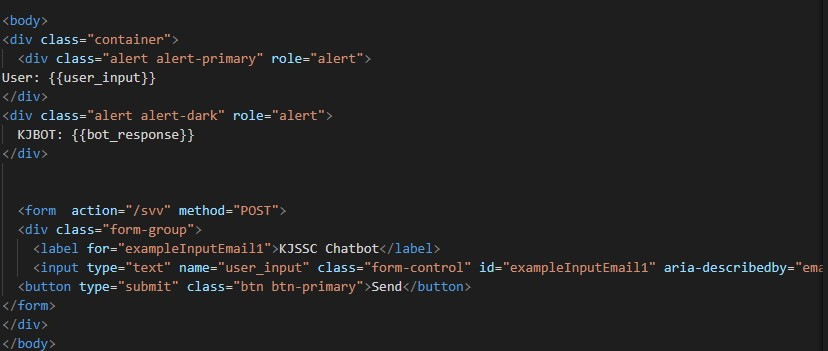 <body>
<div class="container">
<div class="alert alert-primary" role="alert">
User: {{user_input}}
</div>
<div class="alert alert-dark" role="alert">
KJBOT: {{bot_response}}
</div>
<form  action="/svv" method="POST">
<div class="form-group">
<label for="exampleInputEmail1">KJSSC Chatbot</label>
<input type="text" name="user_input" class="form-control" id="exampleInputEmail1" aria-describedby="ema
<button type="submit" class="btn btn-primary">Send</button>
</form>
</div>
</body>